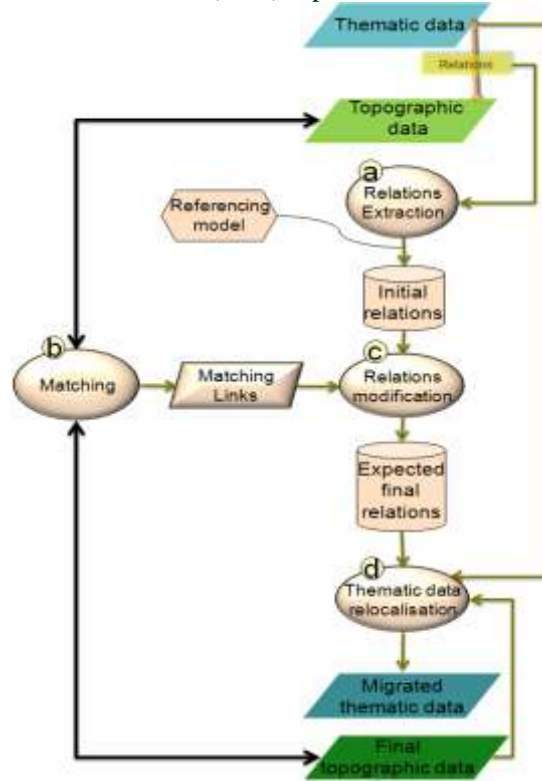 Thematic data
Relations
Topographic
data
a
Relations
Extraction
Referencing
model
Initial
relations
b
Matching
Matching
Links
c
Relations
modification
Expected
final
relations
d
Thematic data
relocalisation
Migrated
thematic data
Final
topographic data